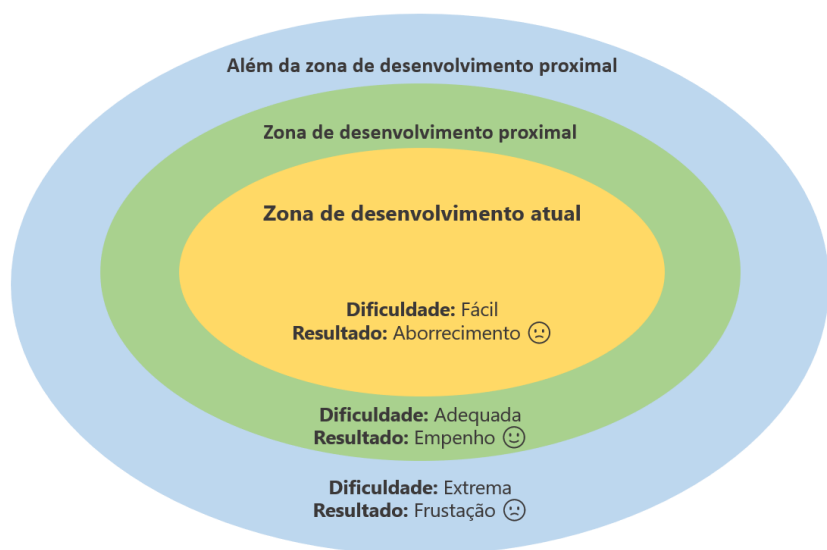 Além da zona de desenvolvimento proximal
Zona de desenvolvimento proximal
Zona de desenvolvimento atual
Dificuldade: Fácil
Resultado: Aborrecimento
Dificuldade: Adequada
Resultado: Empenho
Dificuldade: Extrema
Resultado: Frustação